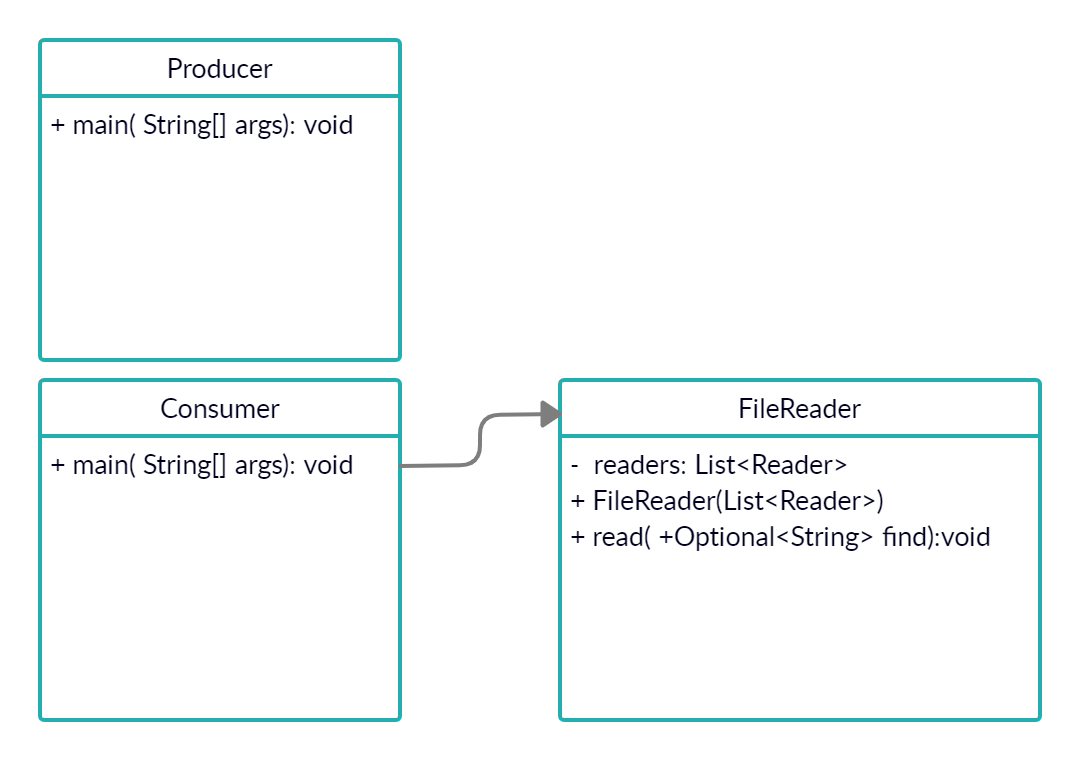 Producer
+ main( String[] args): void
Consumer
+ main( String[] args): void
FileReader
-  readers: List<Reader>
+ FileReader(List<Reader>)
+ read( +Optional<String> find):void